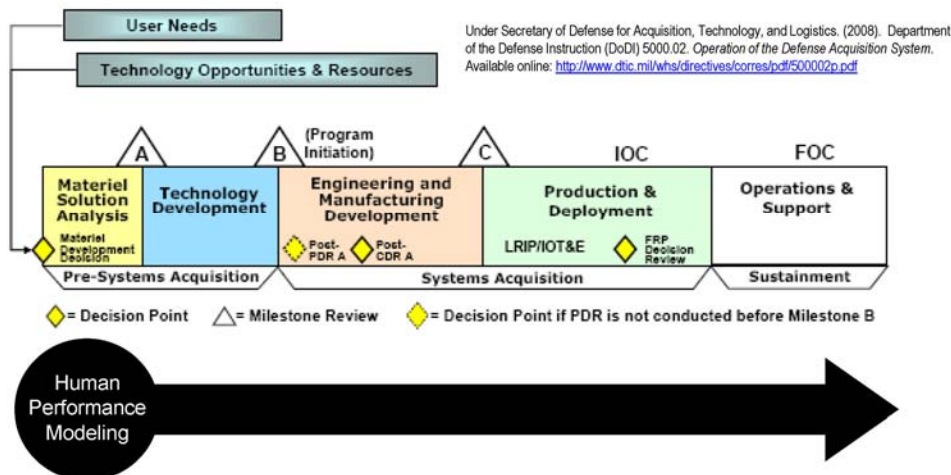 User Needs
Technology Opportunities & Resources
Under Secretary of Defense for Acquisition, Technology, and Logistics. (2008). Department
of the Defense Instruction (DoDI) 5000.02. Operation of the Defense Acquisition System.
Available online: http://www.dtic.mil/whs/directives/corres/pdf/500002p.pdf
A
B
(Program
Initiation)
C
IOC
FOC
Materiel
Solution
Analysis
Technology
Development
Engineering and
Manufacturing
Development
Production &
Deployment
Operations &
Support
Materiel
Development
Decision
Post-
PDR A
Post-
CDR A
LRIP/IOT&E
FRP
Decision
Review
Pre-Systems Acquisition
Systems Acquisition
Sustainment
= Decision Point
= Milestone Review
= Decision Point if PDR is not conducted before Milestone B
Human
Performance
Modeling